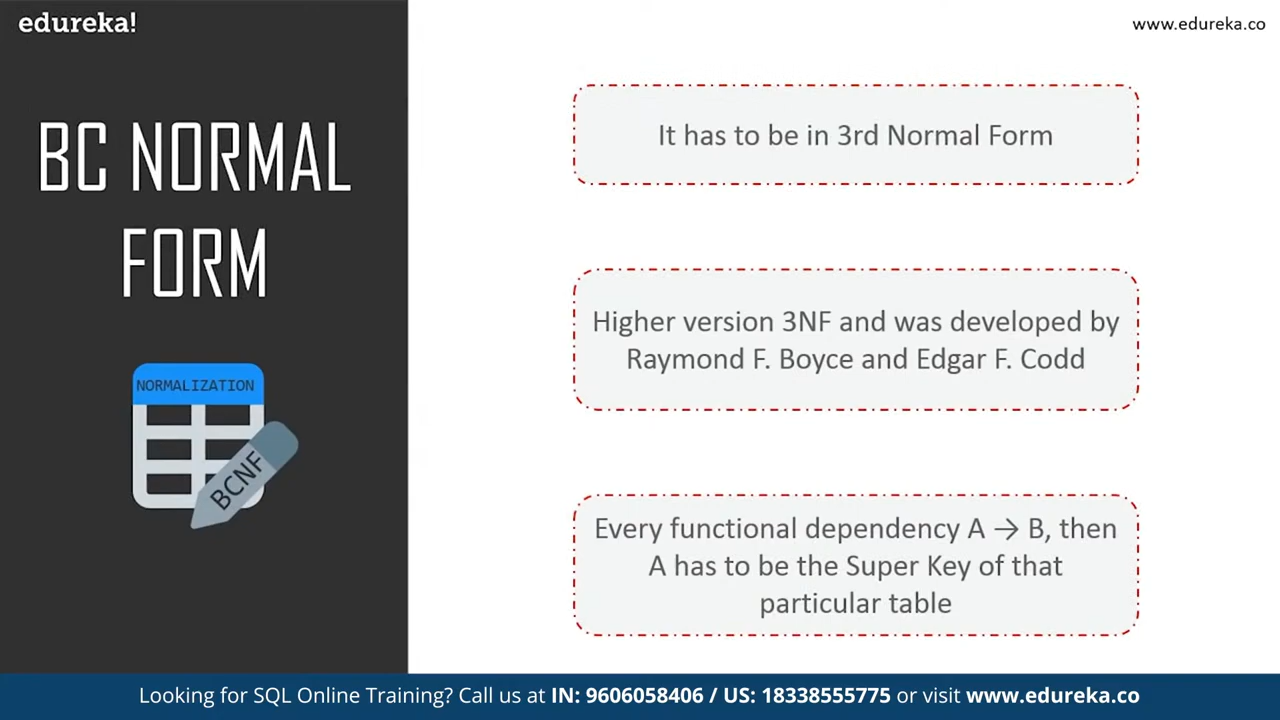 edureka!
www.edureka.co
BC NORMAL
FORM
NORMALIZATION
BCNF
It has to be in 3rd Normal Form
Higher version 3NF and was developed by
Raymond F. Boyce and Edgar F. Codd
Every functional dependency A → B, then
A has to be the Super Key of that
particular table
Looking for SQL Online Training? Call us at IN: 9606058406 / US: 18338555775 or visit www.edureka.co